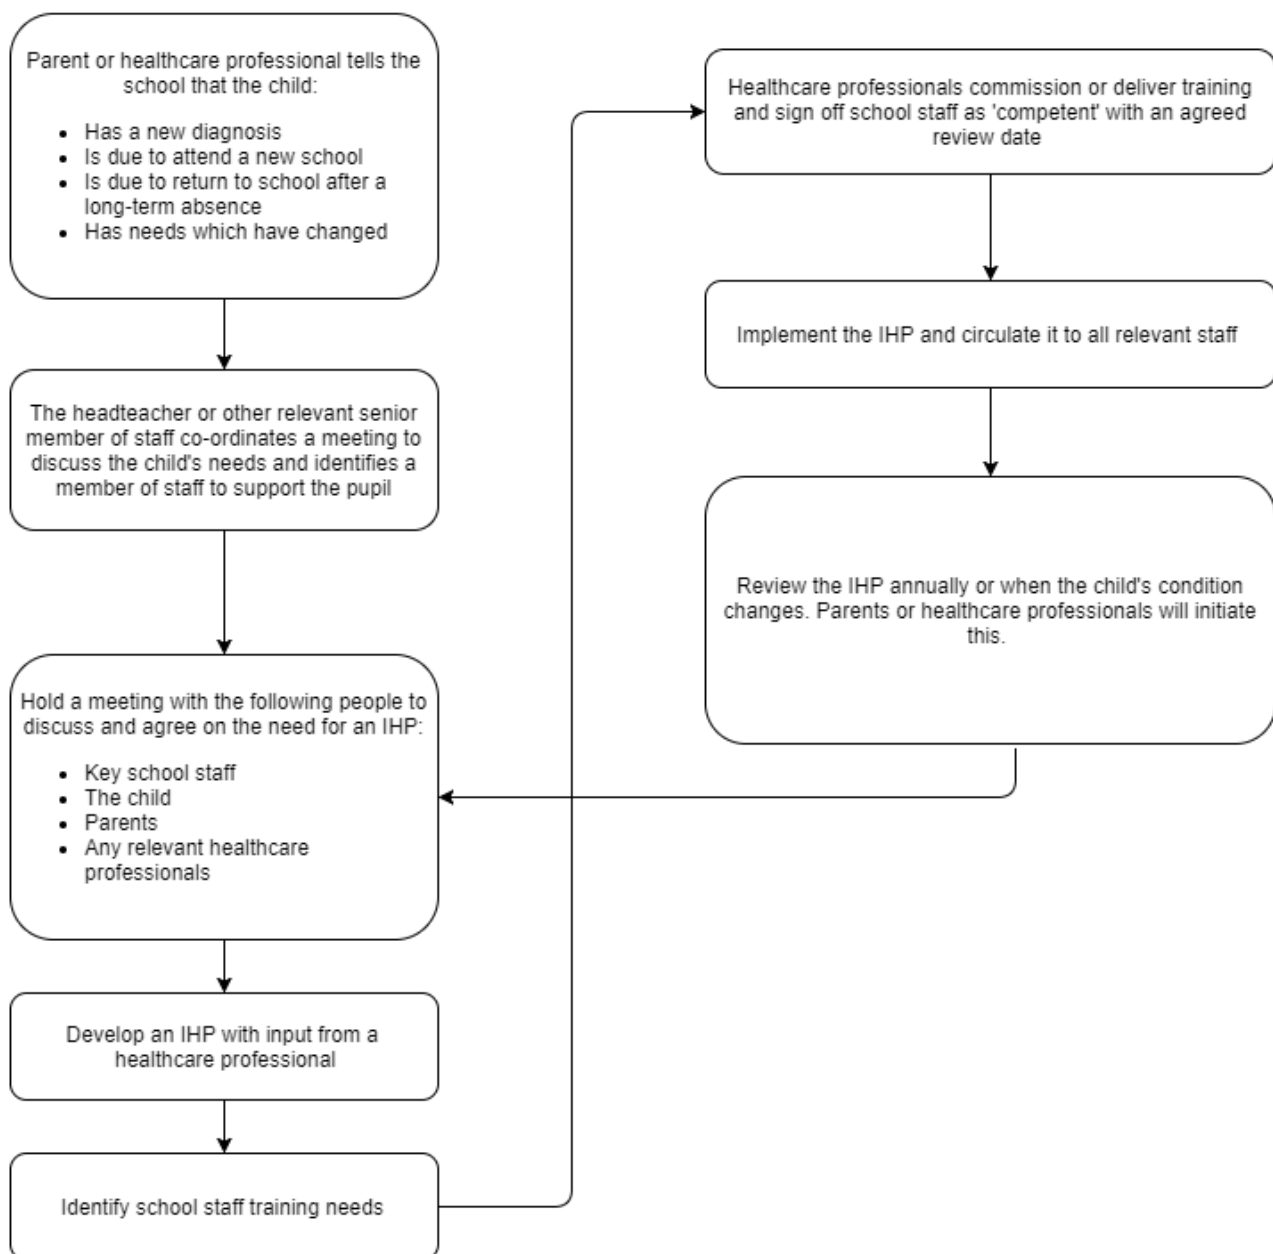 Parent or healthcare professional tells the
school that the child:
• Has a new diagnosis
• Is due to attend a new school
• Is due to return to school after a
long-term absence
• Has needs which have changed
The headteacher or other relevant senior
member of staff co-ordinates a meeting to
discuss the child's needs and identifies a
member of staff to support the pupil
Hold a meeting with the following people to
discuss and agree on the need for an IHP:
• Key school staff
• The child
• Parents
• Any relevant healthcare
professionals
Develop an IHP with input from a
healthcare professional
Identify school staff training needs
Healthcare professionals commission or deliver training
and sign off school staff as 'competent' with an agreed
review date
Implement the IHP and circulate it to all relevant staff
Review the IHP annually or when the child's condition
changes. Parents or healthcare professionals will initiate
this.